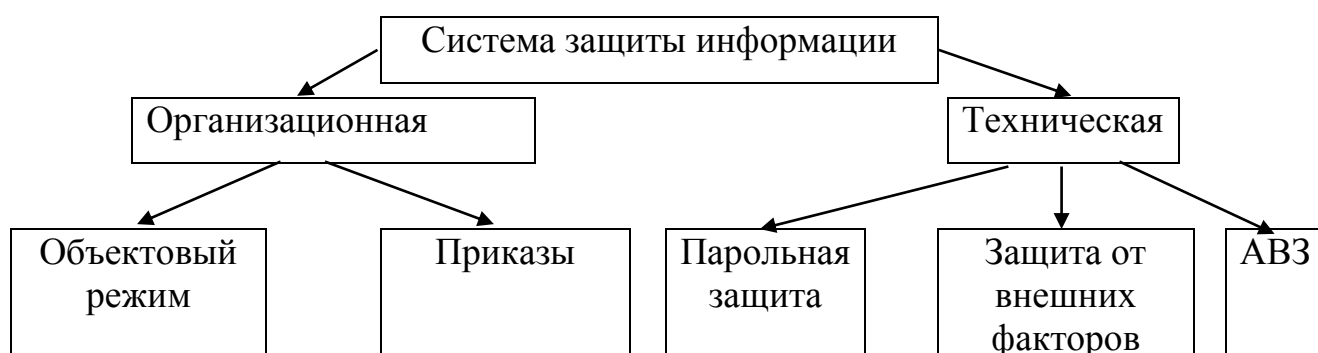 Система защиты информации
Организационная
Техническая
Объектовый
режим
Приказы
Парольная
защита
Защита от
внешних
факторов
АВЗ